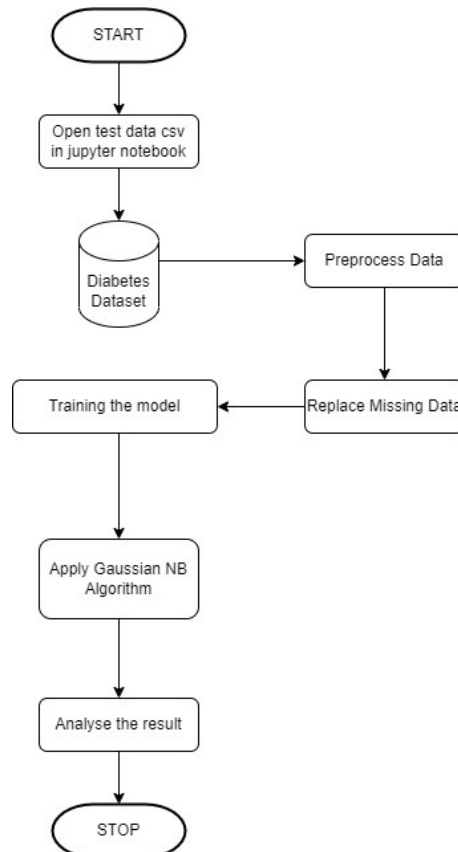 START
Open test data csv
in jupyter notebook
Diabetes
Dataset
Preprocess Data
Replace Missing Data
Training the model
Apply Gaussian NB
Algorithm
Analyse the result
STOP